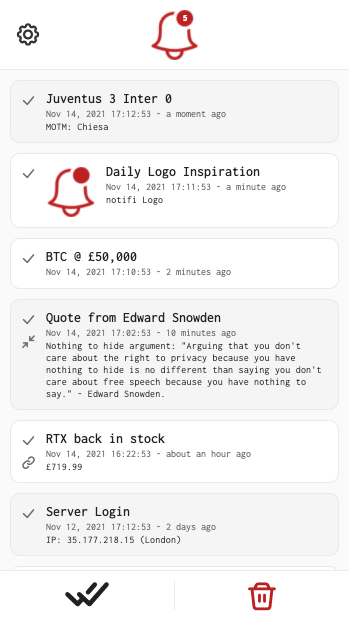 5
Juventus 3 Inter 0
Nov 14, 2021 17:12:53 - a moment ago
MOTM: Chiesa
Daily Logo Inspiration
Nov 14, 2021 17:11:53 - a minute ago
notifi Logo
BTC @ £50,000
Nov 14, 2021 17:10:53 - 2 minutes ago
Quote from Edward Snowden
Nov 14, 2021 17:02:53 - 10 minutes ago
Nothing to hide argument: "Arguing that you don't
care about the right to privacy because you have
nothing to hide is no different than saying you don't
care about free speech because you have nothing to
say." - Edward Snowden.
RTX back in stock
Nov 14, 2021 16:22:53 - about an hour ago
£719.99
Server Login
Nov 12, 2021 17:12:53 - 2 days ago
IP: 35.177.218.15 (London)